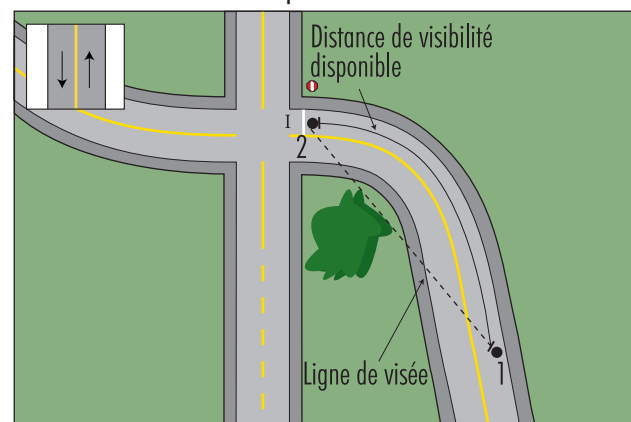 Distance de visibilité
disponible
I
2
Ligne de visée
1